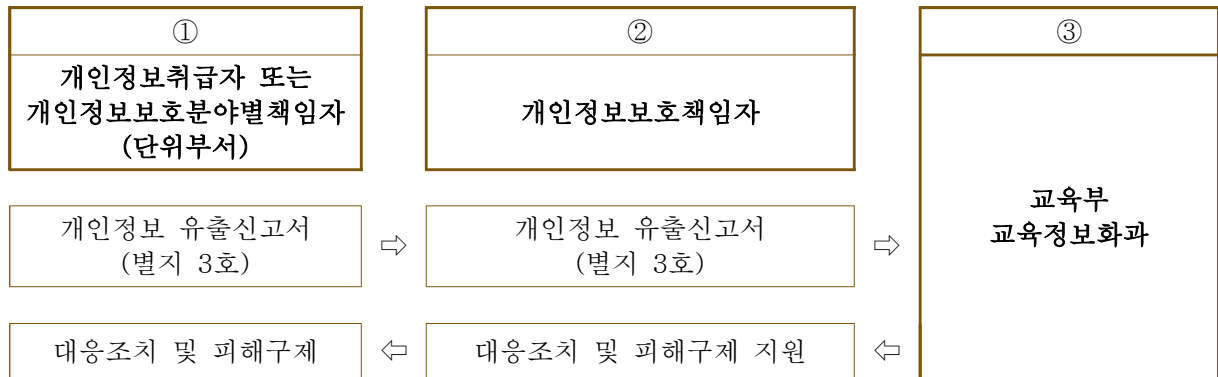 ①
개인정보취급자 또는
개인정보보호분야별책임자
(단위부서)
②
개인정보보호책임자
③
교육부
교육정보화과
개인정보 유출신고서
(별지 3호)
⇨
개인정보 유출신고서
(별지 3호)
⇨
대응조치 및 피해구제
⇦
대응조치 및 피해구제 지원
⇦